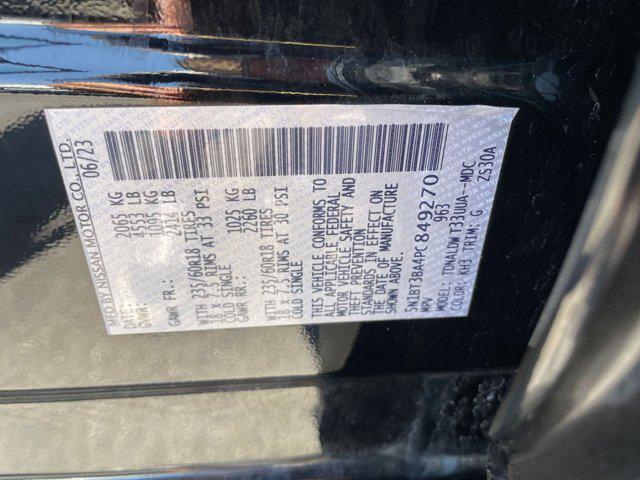 MFD BY NISSAN MOTOR CO., LTD.
DATE: 06/23
GVWR: 2065 KG
4553 LB
GAWR FR.: 1095 KG
2414 LB
WITH 235/60R18 TIRES
18 x 7.5 RIMS AT 33 PSI
COLD SINGLE
GAWR RR.: 1025 KG
2260 LB
WITH 235/60R18 TIRES
18 x 7.5 RIMS AT 30 PSI
COLD SINGLE
THIS VEHICLE CONFORMS TO
ALL APPLICABLE FEDERAL
MOTOR VEHICLE SAFETY AND
THEFT PREVENTION
STANDARDS IN EFFECT ON
THE DATE OF MANUFACTURE
SHOWN ABOVE.
5N1BT3BA4PC849270
MPV 963
MODEL: TDMALDW T33UUA--MDC
COLOR: KH3 TRIM: G ZS30A